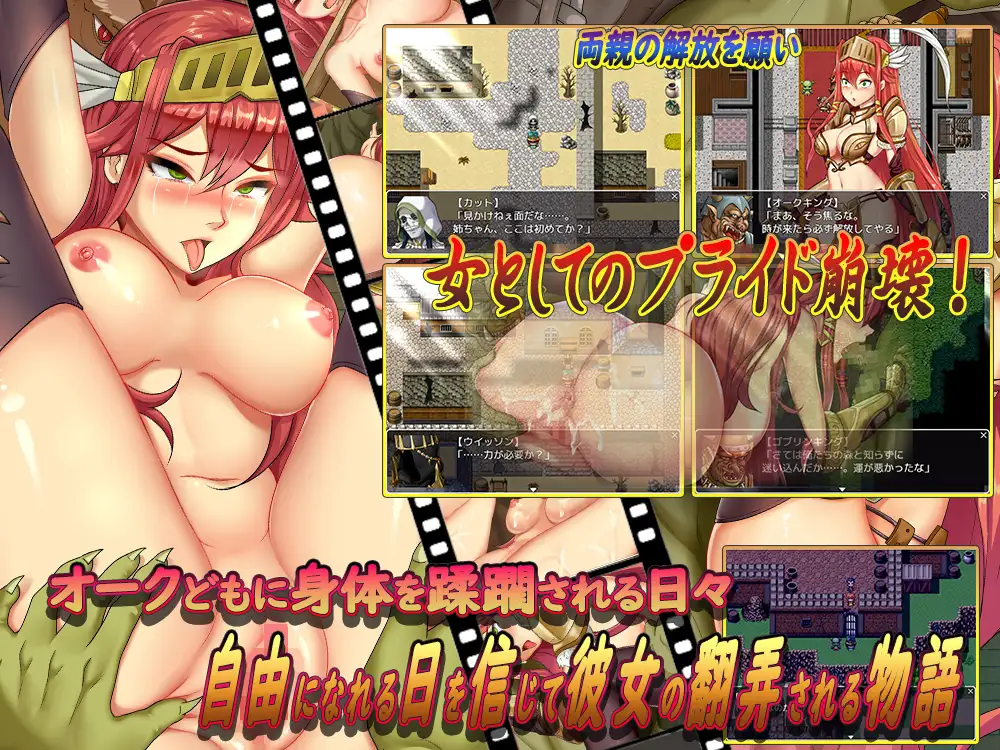 両親の解放を願い
【カット】
「見かけねぇ面だな……。
姉ちゃん、ここは初めてか?」
【オークキング】
「まあ、そう焦るな。
時が来たら必ず解放してやる」
女としてのプライド崩壊!
【ウイッソン】
「……力が必要か?」
【ゴブリンキング】
「さては俺たちの森と知らずに
迷い込んだか……。運が悪かったな」
オークどもに身体を蹂躙される日々
自由になれる日を信じて彼女の翻弄される物語